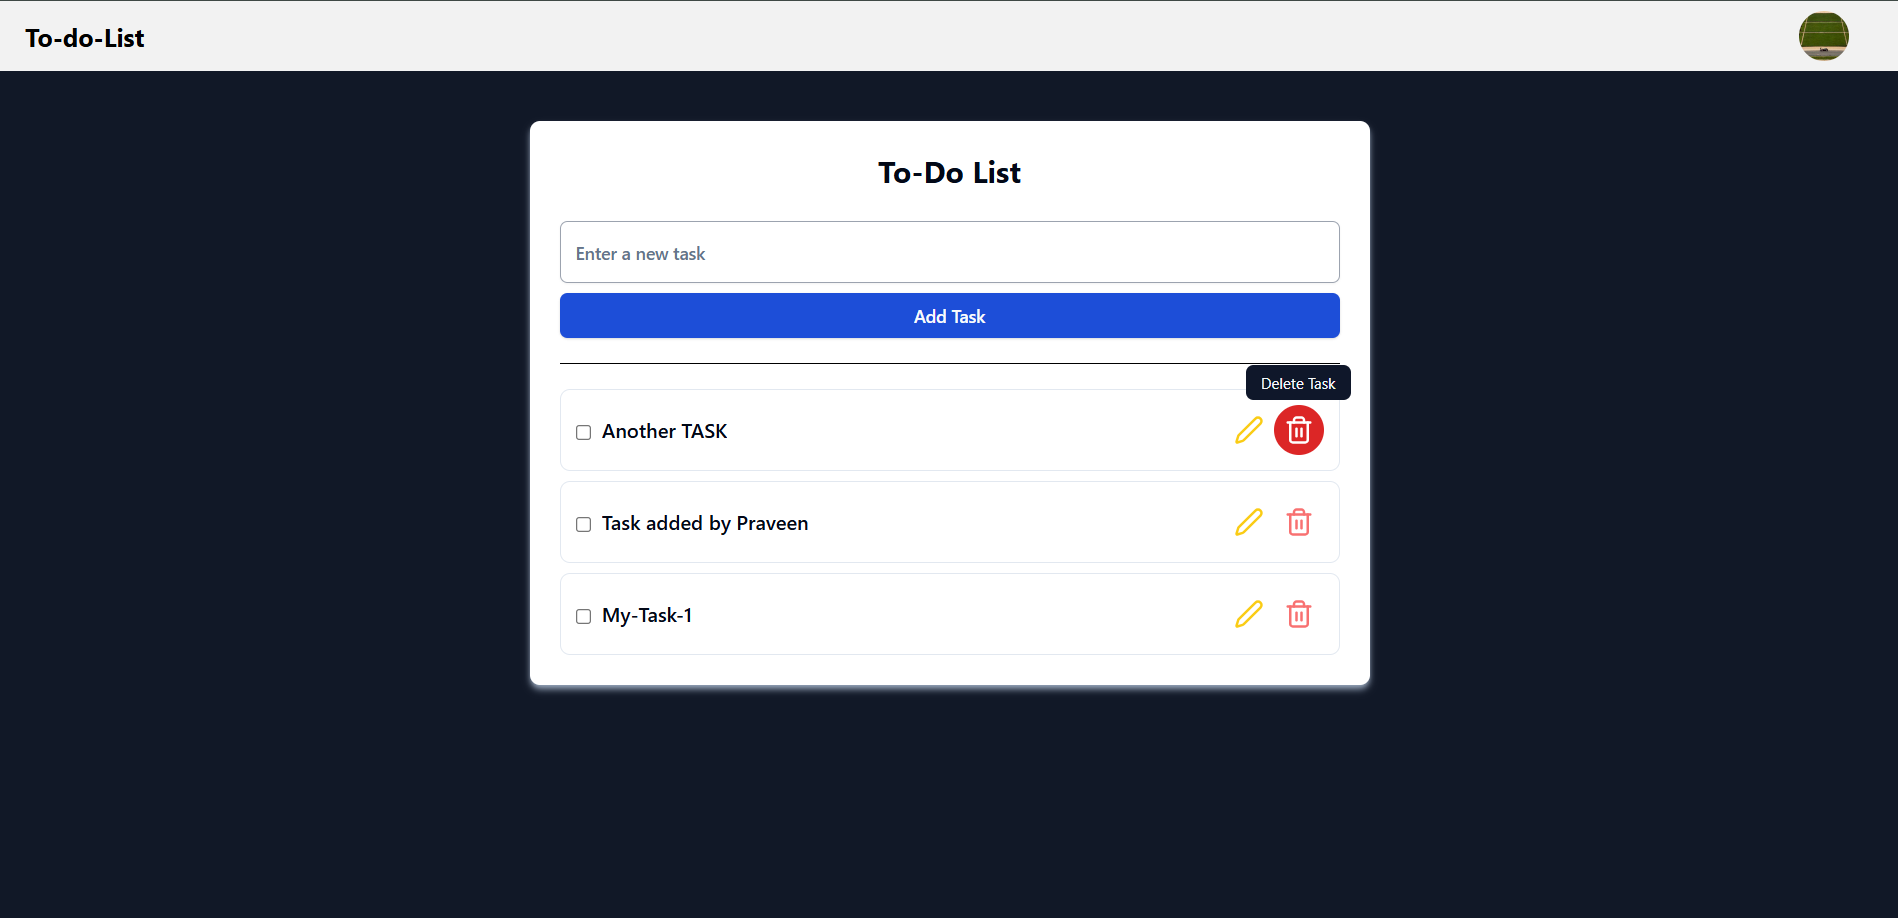 To-do-List
To-Do List
Enter a new task
Add Task
Delete Task
Another TASK
Task added by Praveen
My-Task-1